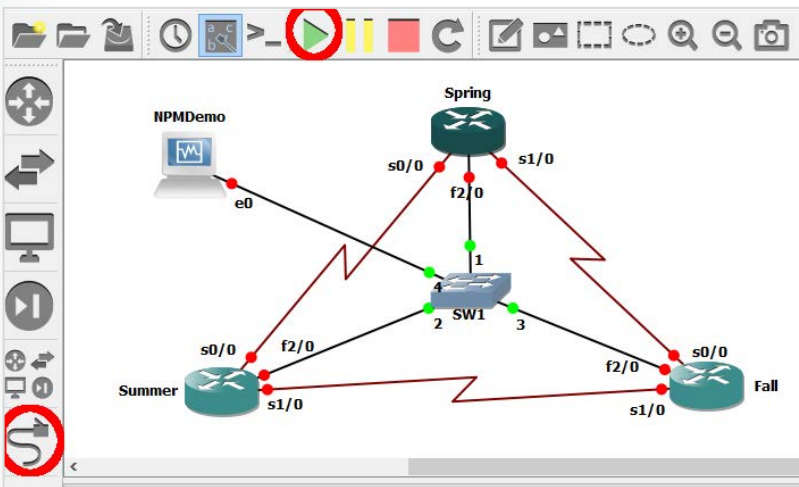 a c
b
>_
Spring
NPMDemo
s0/0
s1/0
f2/0
e0
1
4
SW1
2
3
s0/0
f2/0
s0/0
f2/0
Summer
Fall
s1/0
s1/0
<